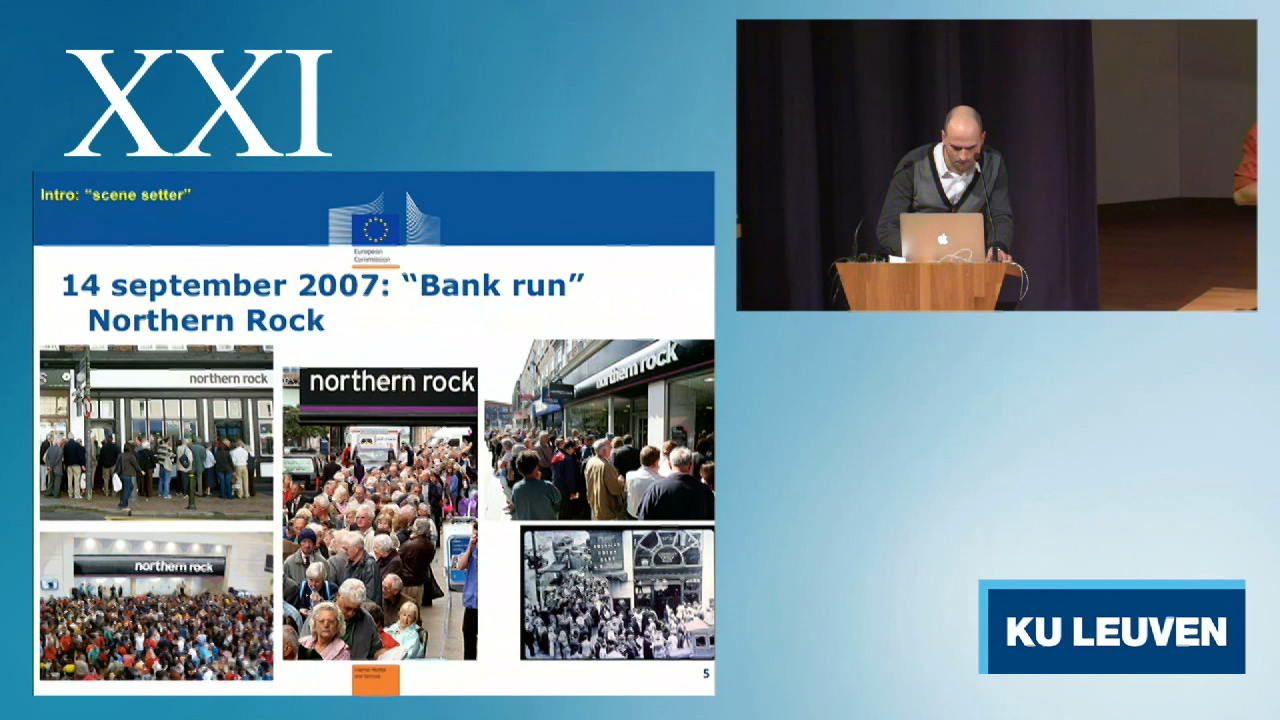 XXI
Intro: “scene setter”
European
Commission
14 september 2007: “Bank run”
Northern Rock
northern rock
northern rock
northern rock
northern rock
5
KU LEUVEN